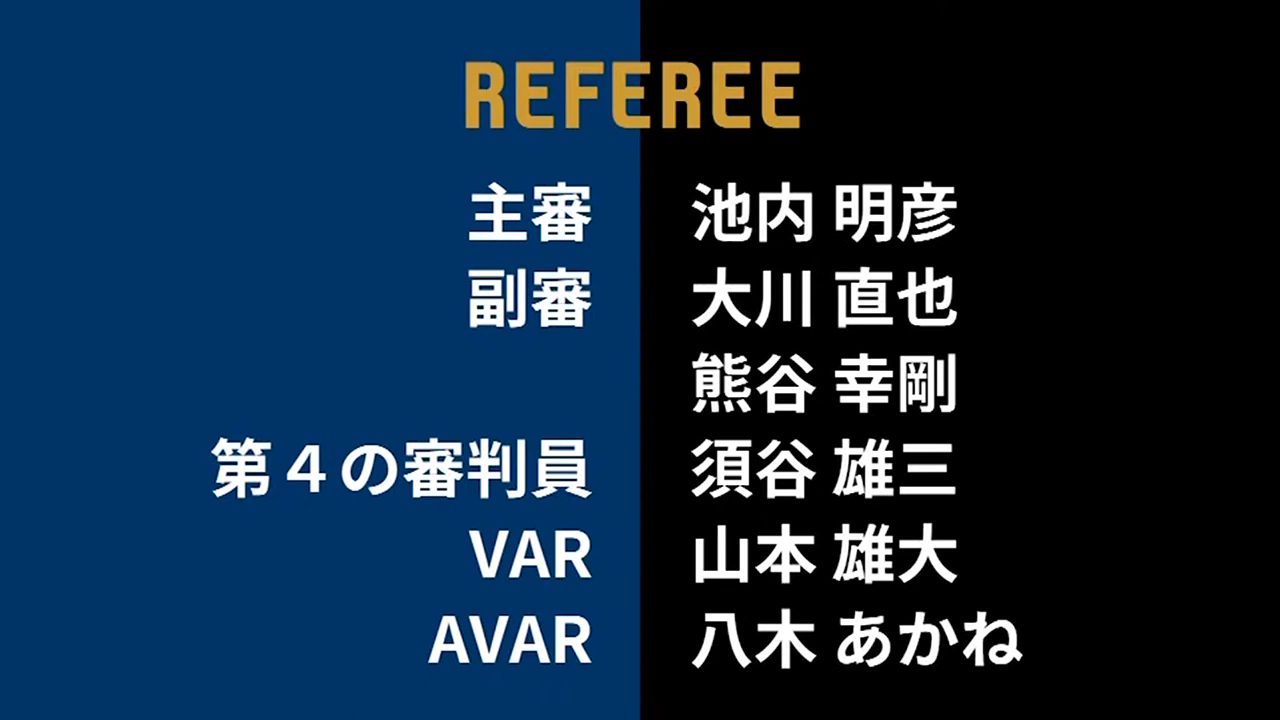 REFEREE
主審 池内 明彦
副審 大川 直也
熊谷 幸剛
第４の審判員 須谷 雄三
VAR 山本 雄大
AVAR 八木 あかね